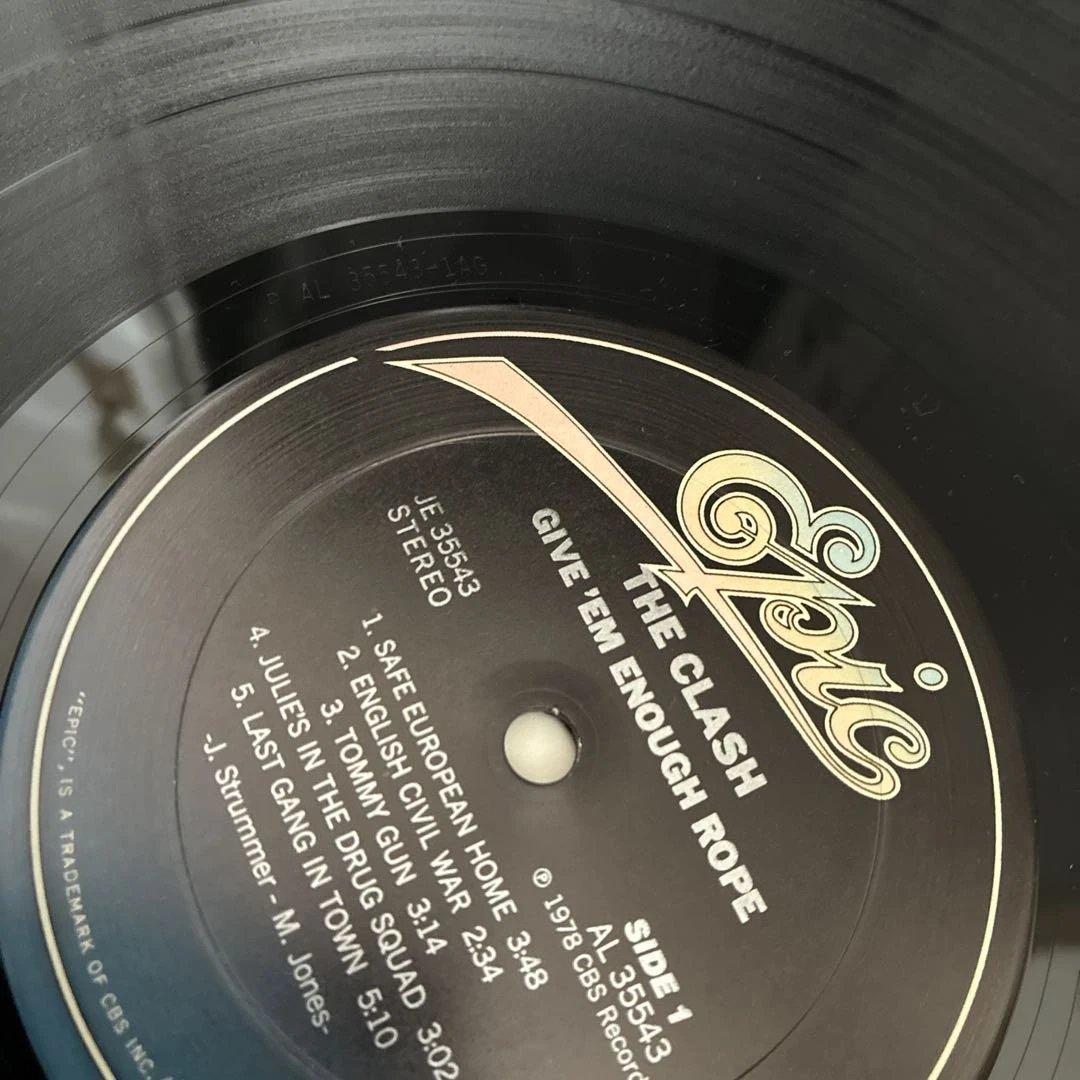 P AL 35543-1AG
Epic
THE CLASH
GIVE 'EM ENOUGH ROPE
JE 35543
STEREO
SIDE 1
AL 35543
℗ 1978 CBS Record
1. SAFE EUROPEAN HOME 3:48
2. ENGLISH CIVIL WAR 2:34
3. TOMMY GUN 3:14
4. JULIE'S IN THE DRUG SQUAD 3:02
5. LAST GANG IN TOWN 5:10
-J. Strummer - M. Jones-
"EPIC", IS A TRADEMARK OF CBS INC.